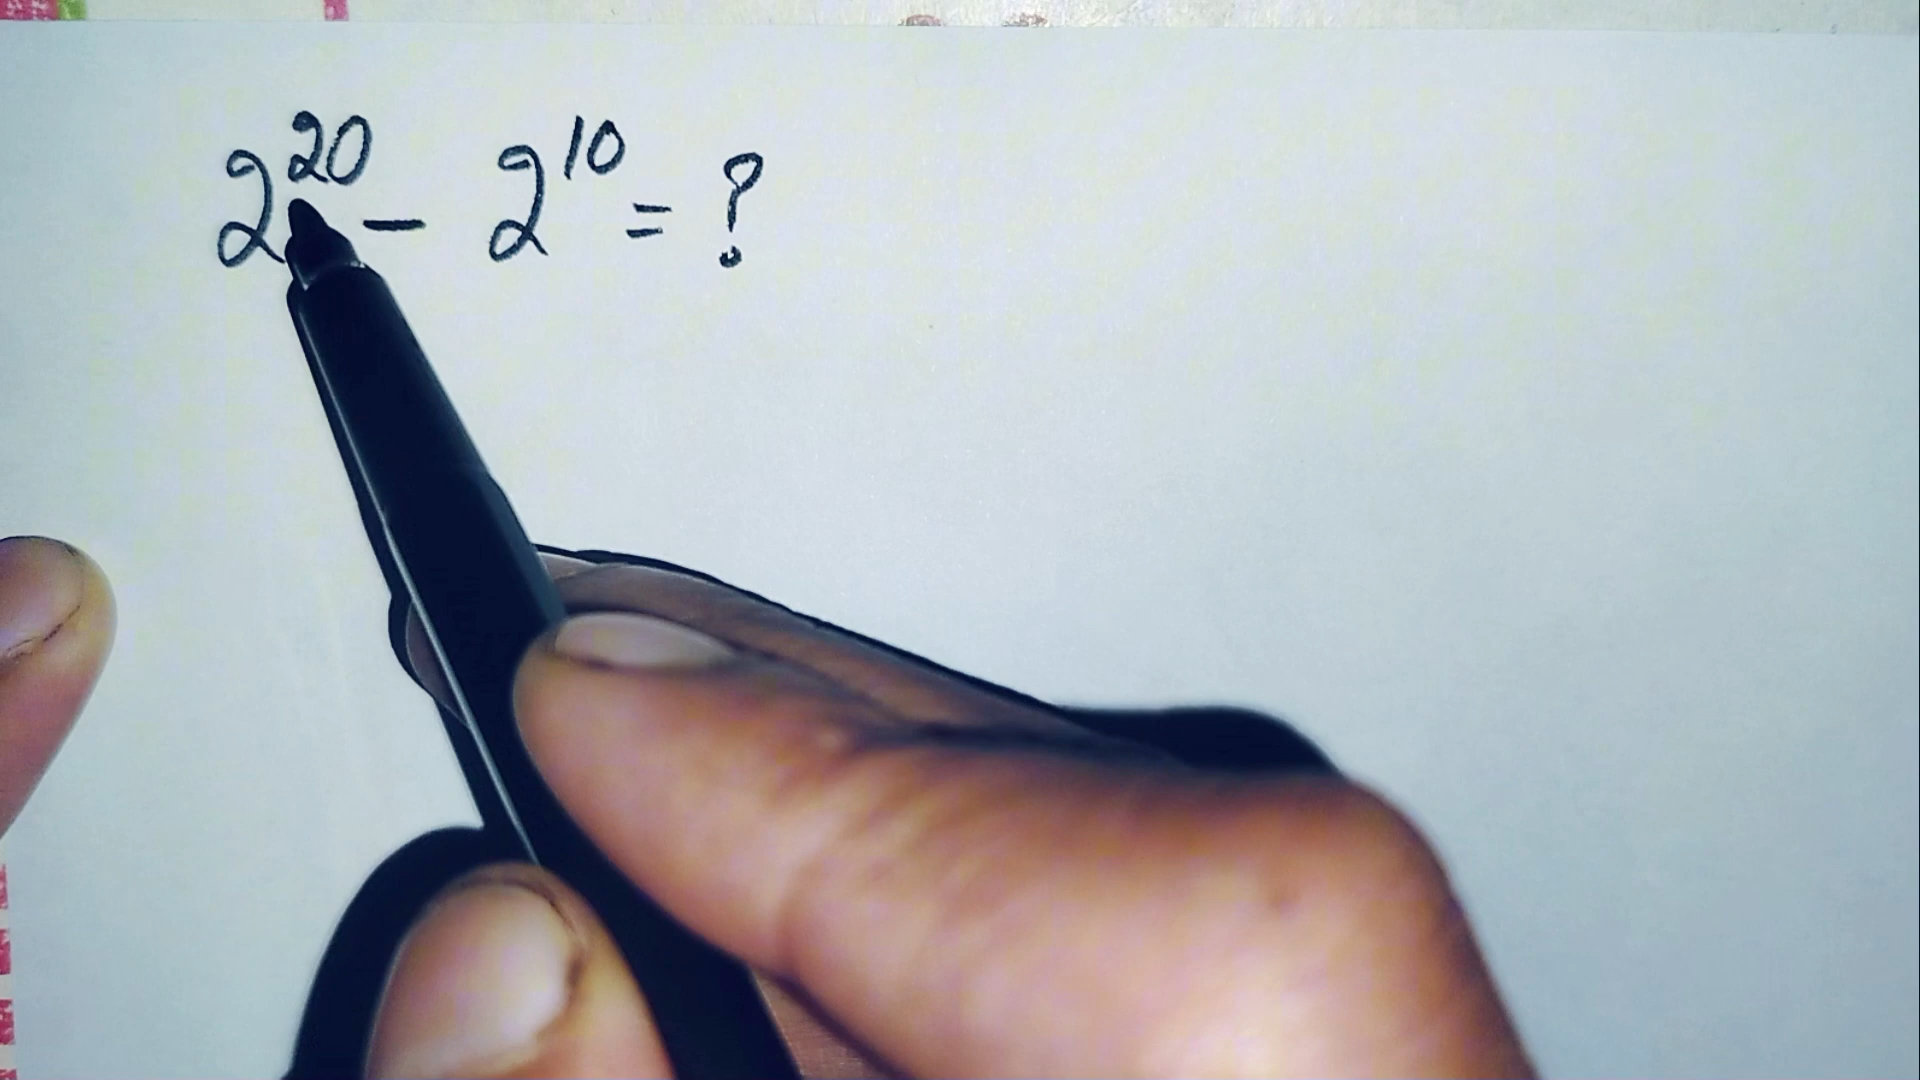 2²⁰ - 2¹⁰ = ?